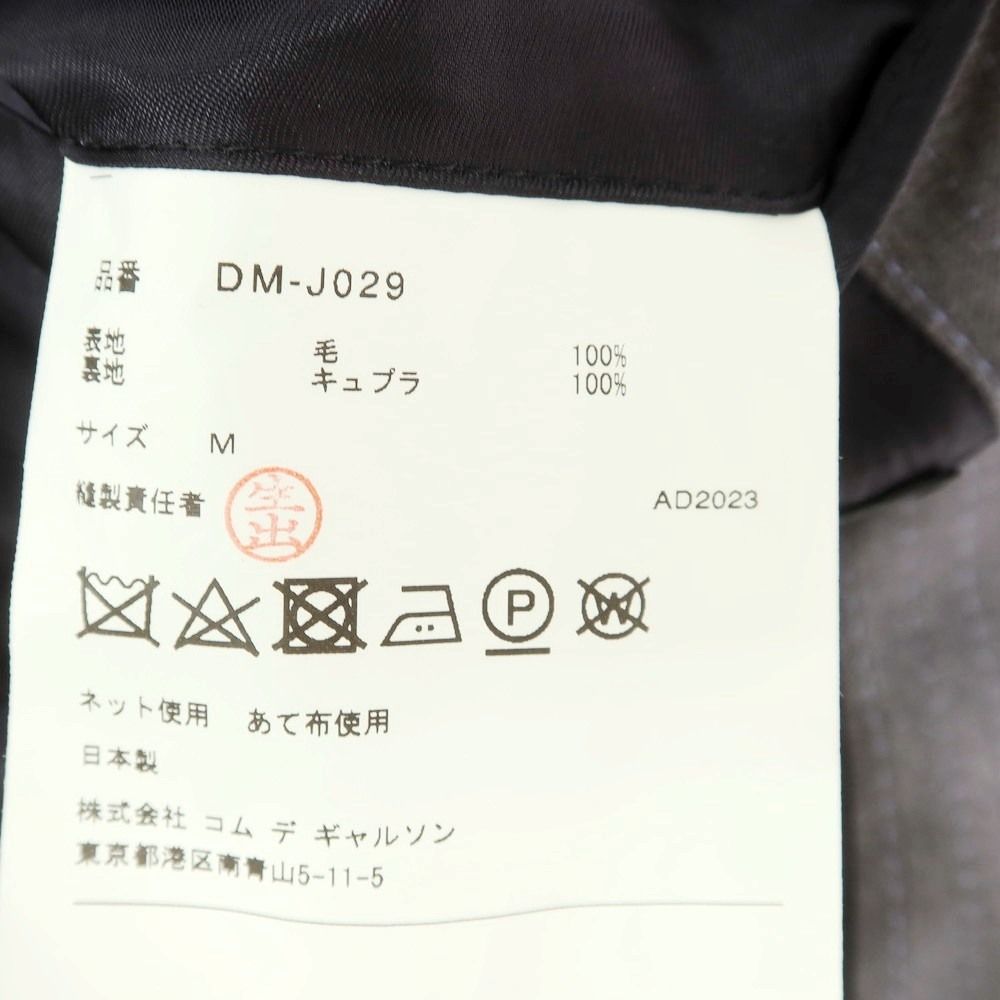 品番 DM-J029
表地 毛 100%
裏地 キュプラ 100%
サイズ M
縫製責任者 生出 AD2023
P W
ネット使用 あて布使用
日本製
株式会社 コム デ ギャルソン
東京都港区南青山5-11-5